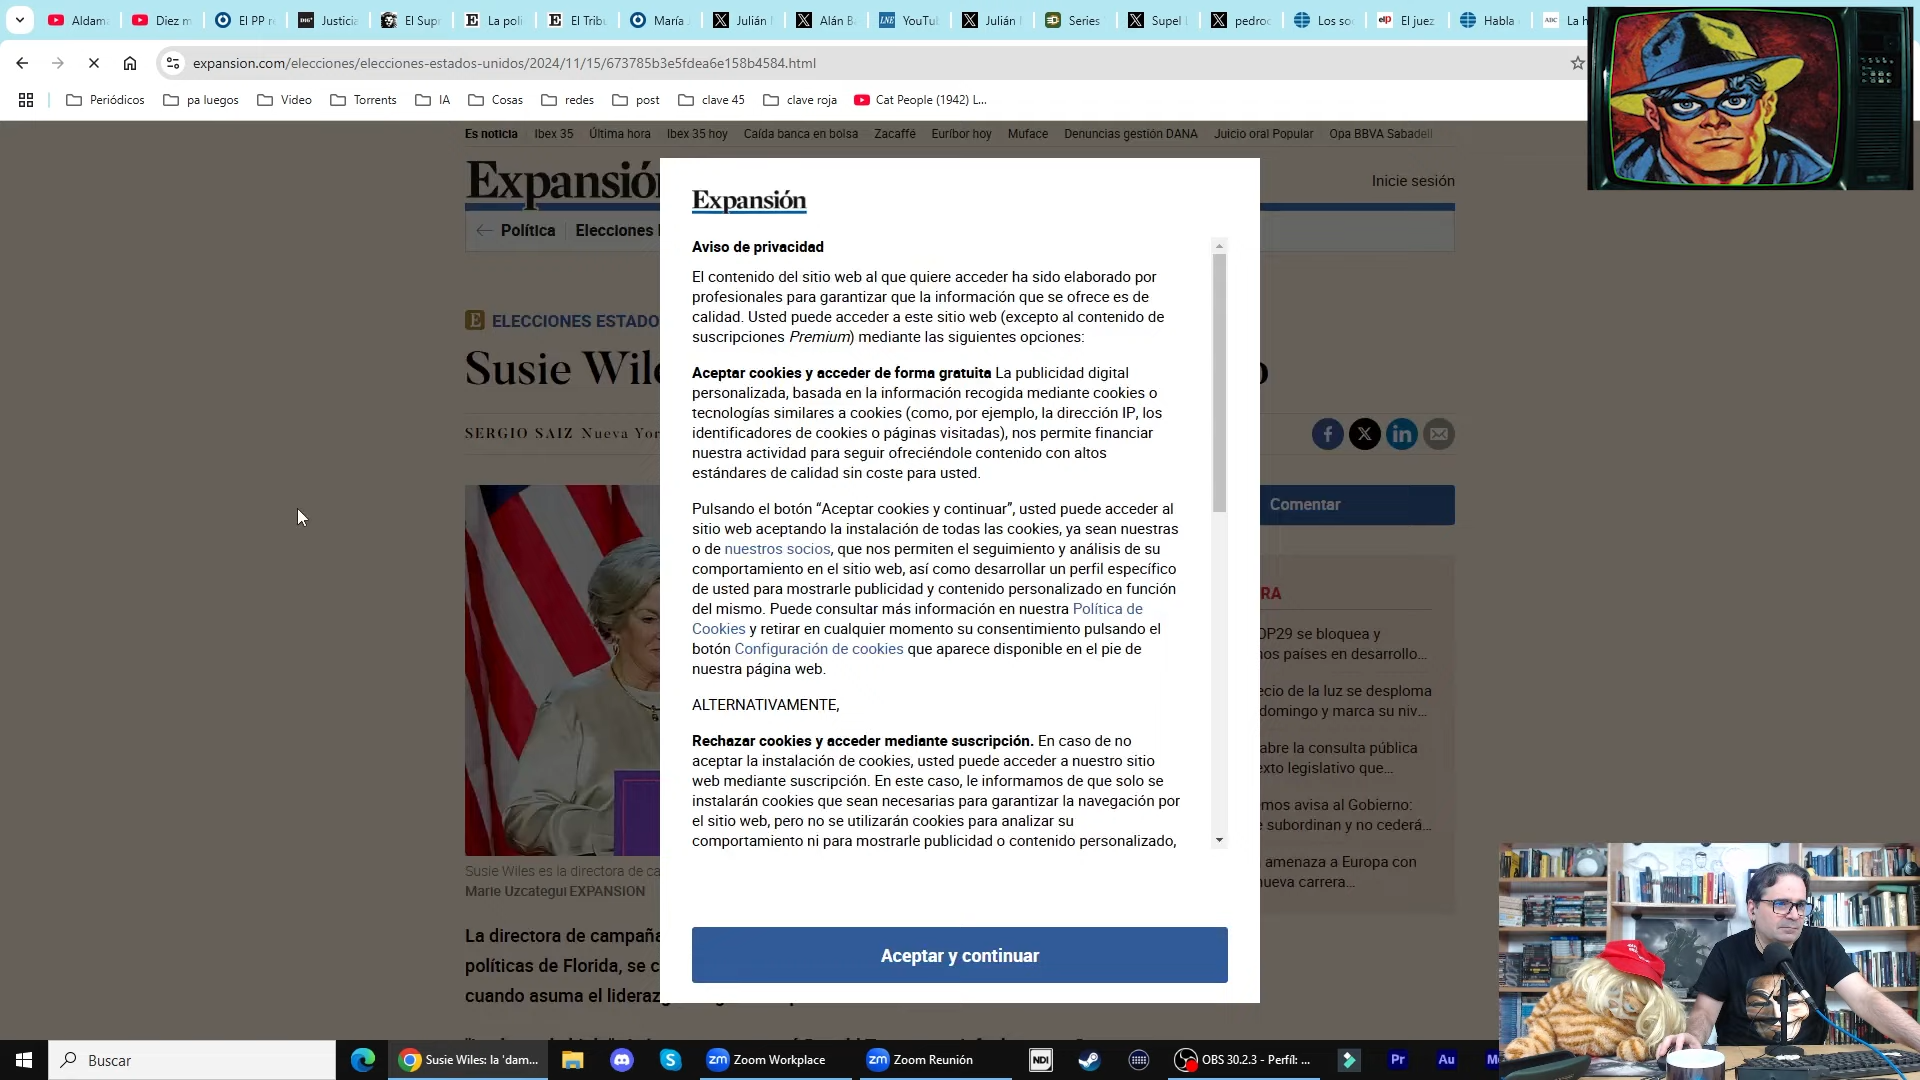 Aldama
Diez m
El PP r
Justicia
El Supr
La poli
El Tribu
María J
Julián
Alán B
YouTu
Julián
Series
Supel L
pedro
Los so
El juez
Habla
La h
expansion.com/elecciones/elecciones-estados-unidos/2024/11/15/673785b3e5fdea6e158b4584.html
Periódicos
pa luegos
Video
Torrents
IA
Cosas
redes
post
clave 45
clave roja
Cat People (1942) L...
Es noticia Ibex 35 Última hora Ibex 35 hoy Caída banca en bolsa Zacaffé Euríbor hoy Muface Denuncias gestión DANA Juicio oral Popular Opa BBVA Sabadell
Expansión
Inicie sesión
Política
Elecciones
ELECCIONES ESTADO
Susie Wil
SERGIO SAIZ Nueva Yor
Comentar
Expansión
Aviso de privacidad
El contenido del sitio web al que quiere acceder ha sido elaborado por
profesionales para garantizar que la información que se ofrece es de
calidad. Usted puede acceder a este sitio web (excepto al contenido de
suscripciones Premium) mediante las siguientes opciones:
Aceptar cookies y acceder de forma gratuita La publicidad digital
personalizada, basada en la información recogida mediante cookies o
tecnologías similares a cookies (como, por ejemplo, la dirección IP, los
identificadores de cookies o páginas visitadas), nos permite financiar
nuestra actividad para seguir ofreciéndole contenido con altos
estándares de calidad sin coste para usted.
Pulsando el botón “Aceptar cookies y continuar”, usted puede acceder al
sitio web aceptando la instalación de todas las cookies, ya sean nuestras
o de nuestros socios, que nos permiten el seguimiento y análisis de su
comportamiento en el sitio web, así como desarrollar un perfil específico
de usted para mostrarle publicidad y contenido personalizado en función
del mismo. Puede consultar más información en nuestra Política de
Cookies y retirar en cualquier momento su consentimiento pulsando el
botón Configuración de cookies que aparece disponible en el pie de
nuestra página web.
ALTERNATIVAMENTE,
Rechazar cookies y acceder mediante suscripción. En caso de no
aceptar la instalación de cookies, usted puede acceder a nuestro sitio
web mediante suscripción. En este caso, le informamos de que solo se
instalarán cookies que sean necesarias para garantizar la navegación por
el sitio web, pero no se utilizarán cookies para analizar su
comportamiento ni para mostrarle publicidad o contenido personalizado,
Aceptar y continuar
RA
OP29 se bloquea y
nos países en desarrollo...
ecio de la luz se desploma
domingo y marca su niv...
abre la consulta pública
exto legislativo que...
emos avisa al Gobierno:
subordinan y no cederá...
amenaza a Europa con
nueva carrera...
Susie Wiles es la directora de ca
Marie Uzcategui EXPANSION
La directora de campaña
políticas de Florida, se c
cuando asuma el lideraz
Buscar
Susie Wiles: la 'dam...
Zoom Workplace
Zoom Reunión
NDI
OBS 30.2.3 - Perfil: ...
Pr
Au